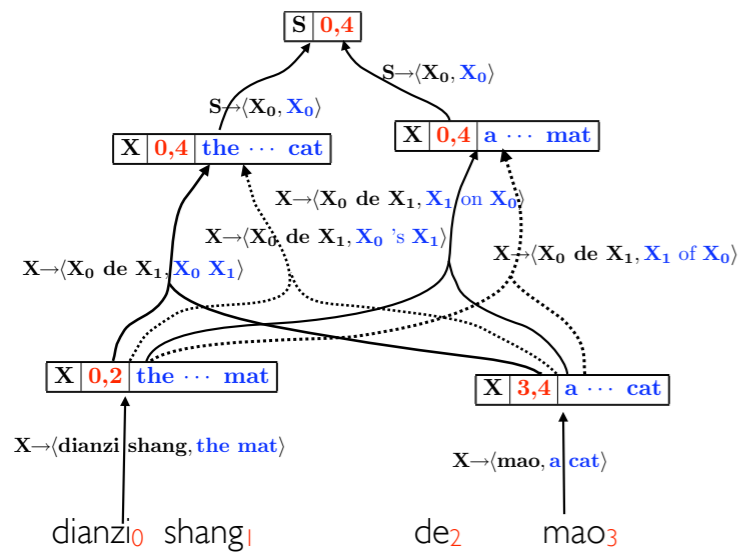 S 0,4
S→⟨X₀, X₀⟩
S→⟨X₀, X₀⟩
X 0,4 the ··· cat
X 0,4 a ··· mat
X→⟨X₀ de X₁, X₁ on X₀⟩
X→⟨X₀ de X₁, X₀ 's X₁⟩
X→⟨X₀ de X₁, X₁ of X₀⟩
X→⟨X₀ de X₁, X₀ X₁⟩
X 0,2 the ··· mat
X 3,4 a ··· cat
X→⟨dianzi shang, the mat⟩
X→⟨mao, a cat⟩
dianzi₀ shang₁ de₂ mao₃